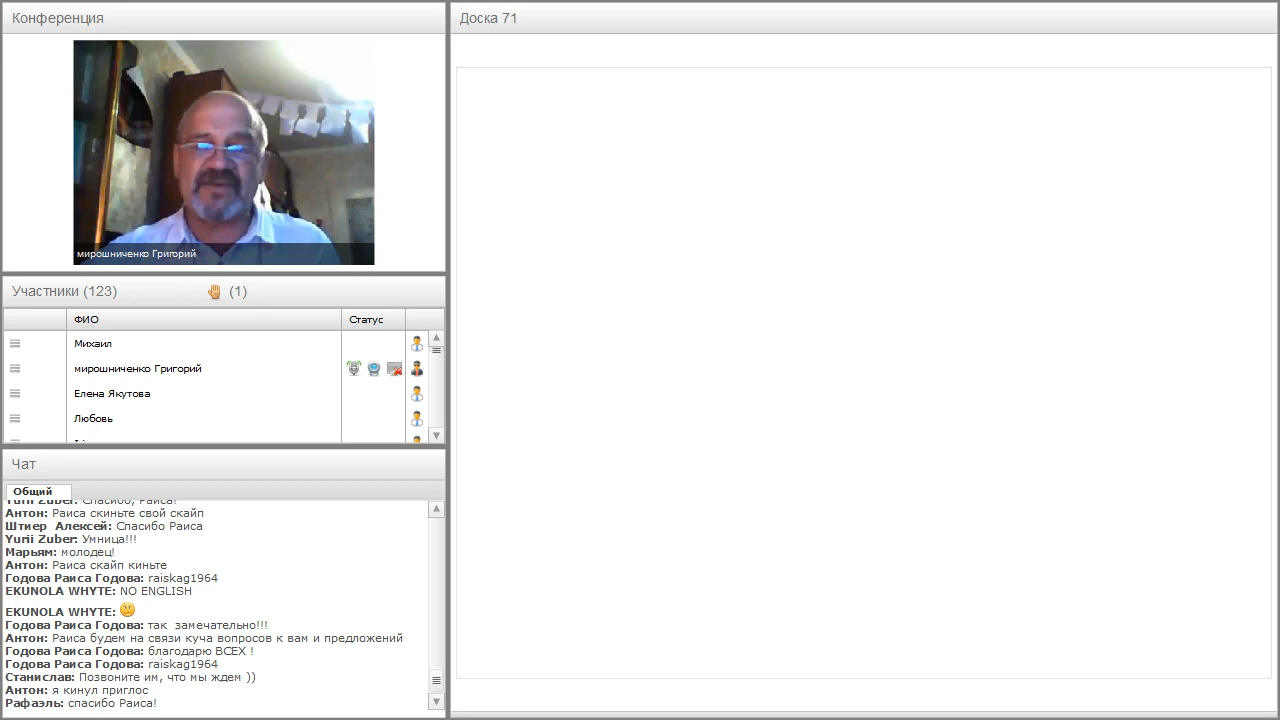 Конференция
мирошниченко Григорий
Участники (123) (1)
ФИО Статус
Михаил
мирошниченко Григорий
Елена Якутова
Любовь
Чат
Общий
Yurii Zuber: Спасибо, Раиса!
Антон: Раиса скиньте свой скайп
Штиер Алексей: Спасибо Раиса
Yurii Zuber: Умница!!!
Марьям: молодец!
Антон: Раиса скайп киньте
Годова Раиса Годова: raiskag1964
EKUNOLA WHYTE: NO ENGLISH
EKUNOLA WHYTE:
Годова Раиса Годова: так замечательно!!!
Антон: Раиса будем на связи куча вопросов к вам и предложений
Годова Раиса Годова: благодарю ВСЕХ !
Годова Раиса Годова: raiskag1964
Станислав: Позвоните им, что мы ждем ))
Антон: я кинул приглос
Рафаэль: спасибо Раиса!
Доска 71